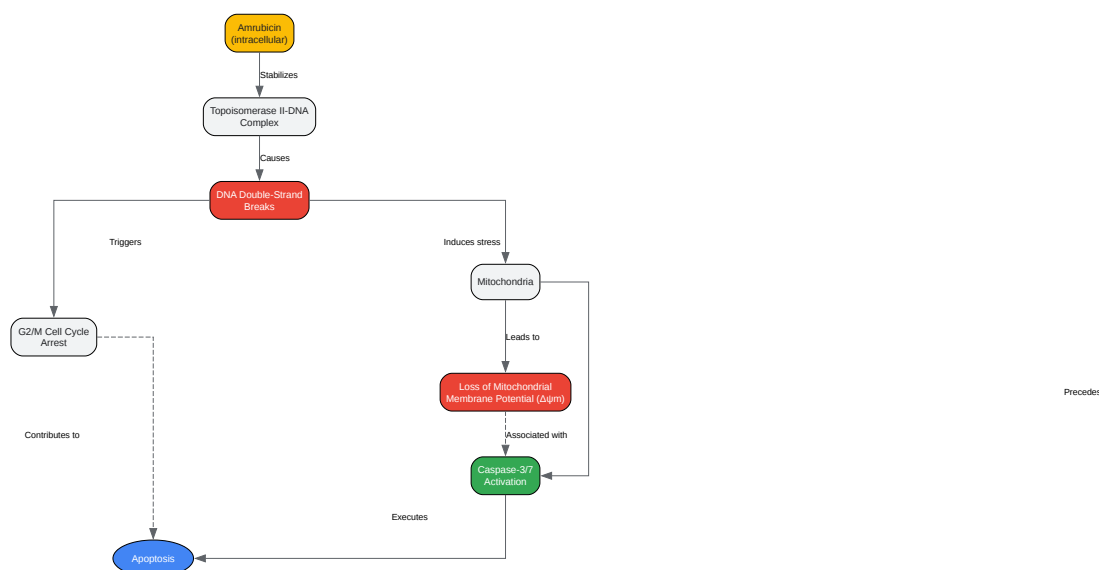 Amrubicin
(intracellular)
Stabilizes
Topoisomerase II-DNA
Complex
Causes
DNA Double-Strand
Breaks
Triggers
Induces stress
Mitochondria
G2/M Cell Cycle
Arrest
Leads to
Loss of Mitochondrial
Membrane Potential (Δψm)
Precedes
Contributes to
Associated with
Caspase-3/7
Activation
Executes
Apoptosis